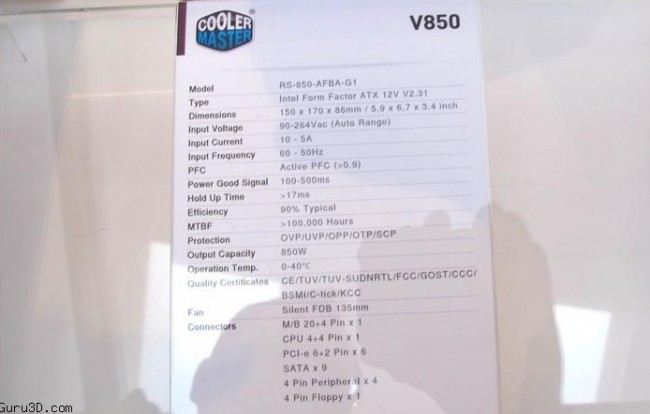 COOLER MASTER ® V850
Model RS-850-AFBA-G1
Type Intel Form Factor ATX 12V V2.31
Dimensions 150 x 170 x 86mm / 5.9 x 6.7 x 3.4 inch
Input Voltage 90-264Vac (Auto Range)
Input Current 10 - 5A
Input Frequency 60 - 50Hz
PFC Active PFC (>0.9)
Power Good Signal 100-500ms
Hold Up Time >17ms
Efficiency 90% Typical
MTBF >100,000 Hours
Protection OVP/UVP/OPP/OTP/SCP
Output Capacity 850W
Operation Temp. 0-40°C
Quality Certificates CE/TUV/TUV-SUDNRTL/FCC/GOST/CCC/
BSMI/C-tick/KCC
Fan Silent FDB 135mm
Connectors M/B 20+4 Pin x 1
CPU 4+4 Pin x 1
PCI-e 6+2 Pin x 6
SATA x 9
4 Pin Peripheral x 4
4 Pin Floppy x 1
Guru3D.com